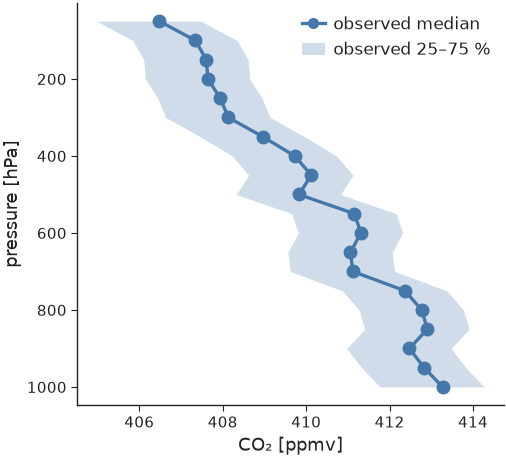 observed median
observed 25–75 %
200
400
600
800
1000
pressure [hPa]
406
408
410
412
414
CO₂ [ppmv]